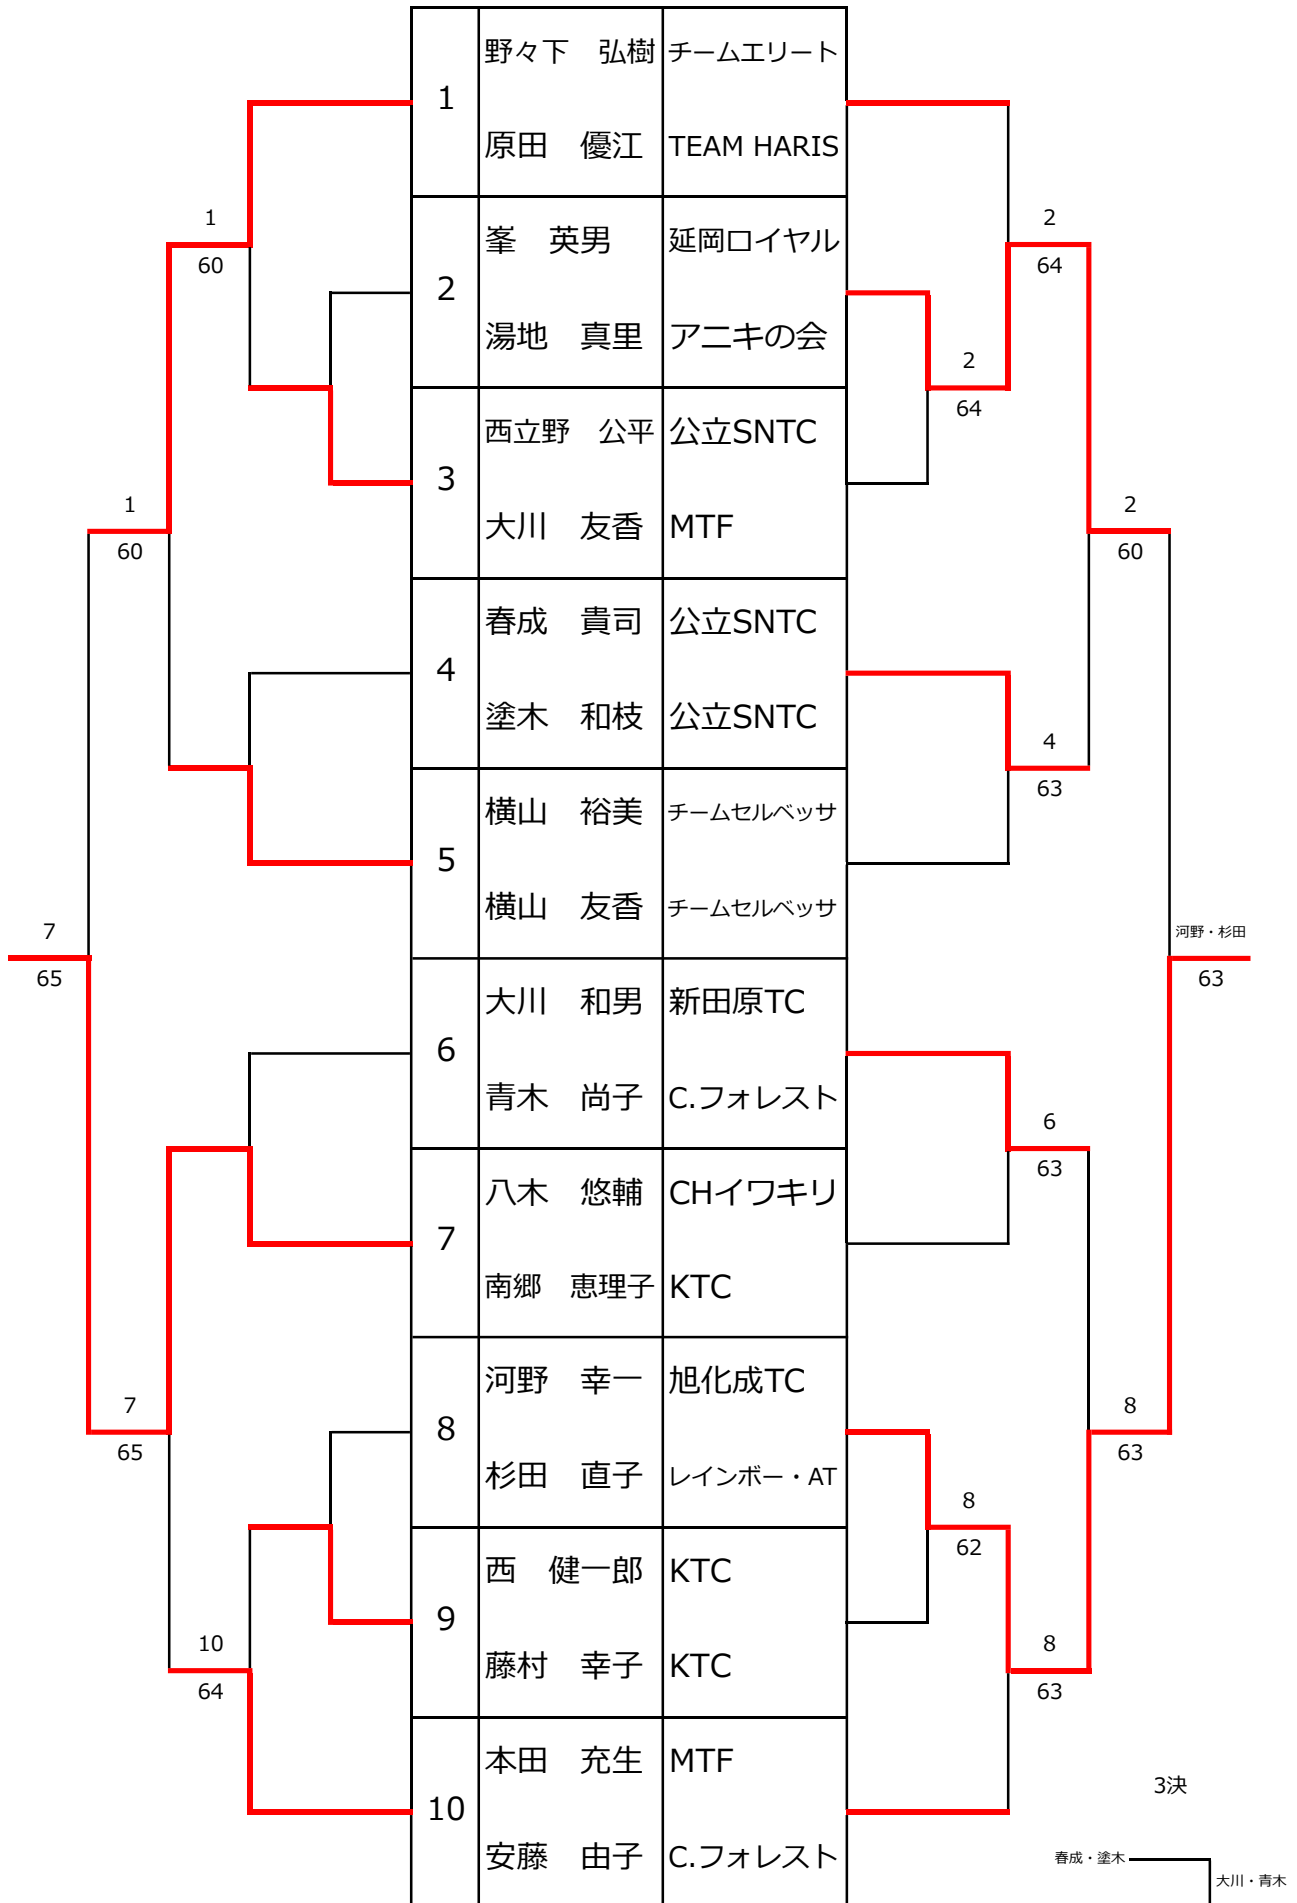 野々下　弘樹 チームエリート
1
原田　優江 TEAM HARIS
1
2
峯　英男 延岡ロイヤル
60
64
2
湯地　真里 アニキの会
2
64
西立野　公平 公立SNTC
3
1
2
大川　友香 MTF
60
60
春成　貴司 公立SNTC
4
塗木　和枝 公立SNTC
4
63
横山　裕美 チームセルベッサ
5
横山　友香 チームセルベッサ
7
河野・杉田
65
63
大川　和男 新田原TC
6
青木　尚子 C.フォレスト
6
63
八木　悠輔 CHイワキリ
7
南郷　恵理子 KTC
河野　幸一 旭化成TC
7
8
8
65
63
杉田　直子 レインボー・AT
8
62
西　健一郎 KTC
9
10
8
藤村　幸子 KTC
64
63
本田　充生 MTF
3決
10
安藤　由子 C.フォレスト
春成・塗木
大川・青木